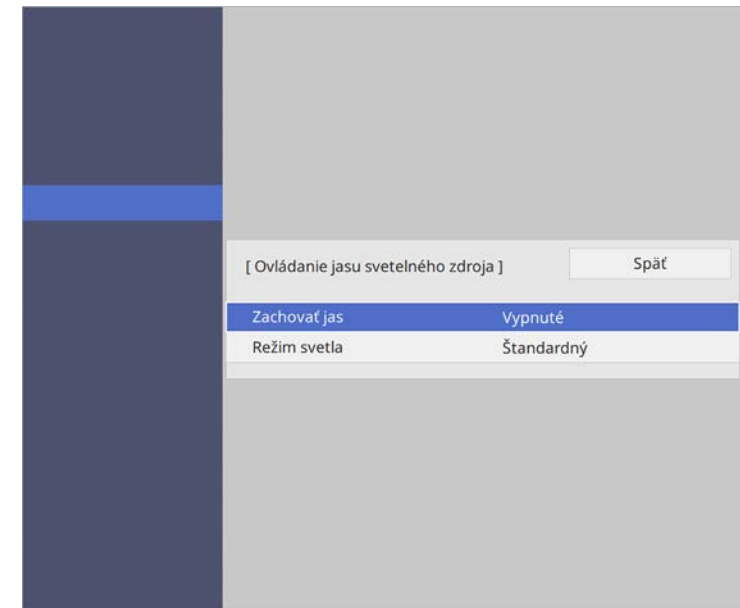 [ Ovládanie jasu svetelného zdroja ] Späť
Zachovať jas Vypnuté
Režim svetla Štandardný